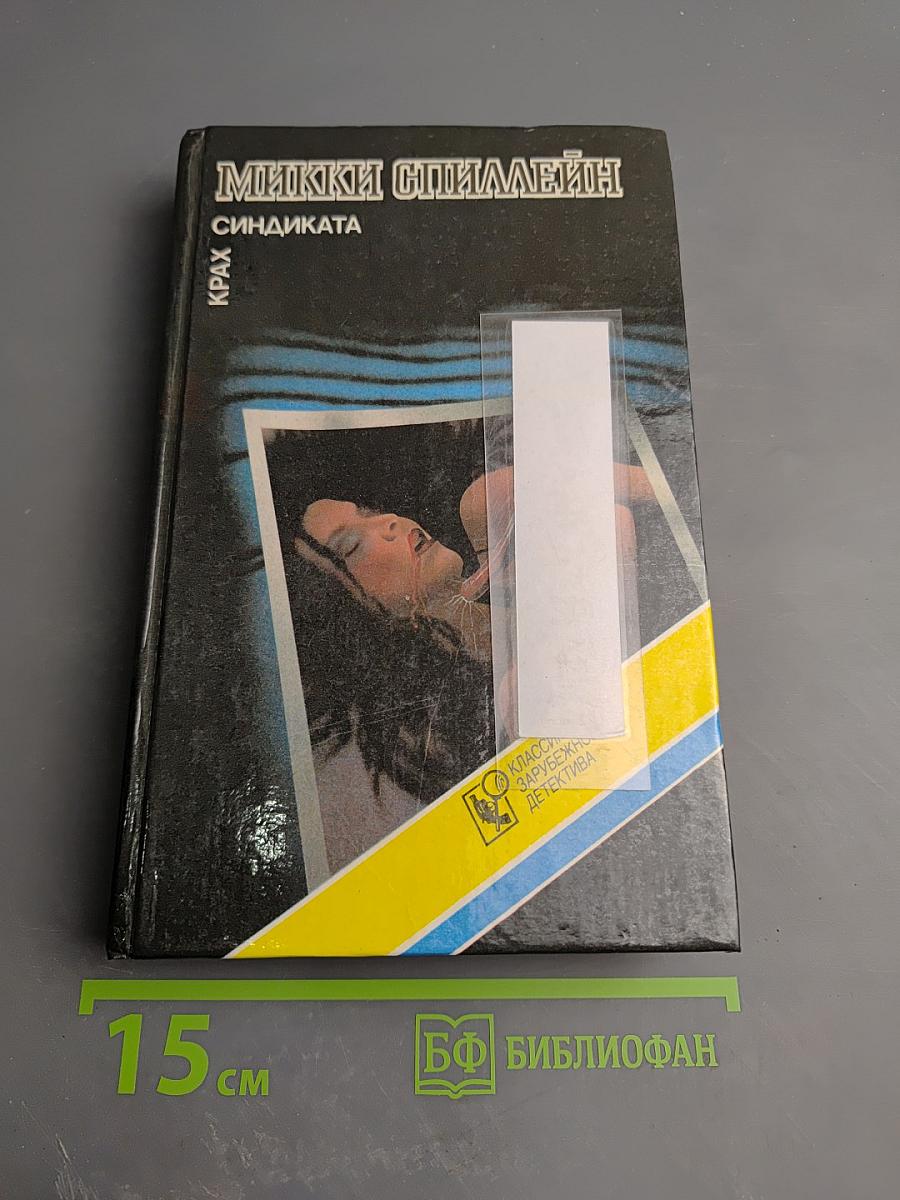 МИККИ СПИЛЛЕЙН
СИНДИКАТА
КРАХ
ЗАРУБЕЖНО
ДЕТЕКТИВА
15 см
БФ БИБЛИОФАН